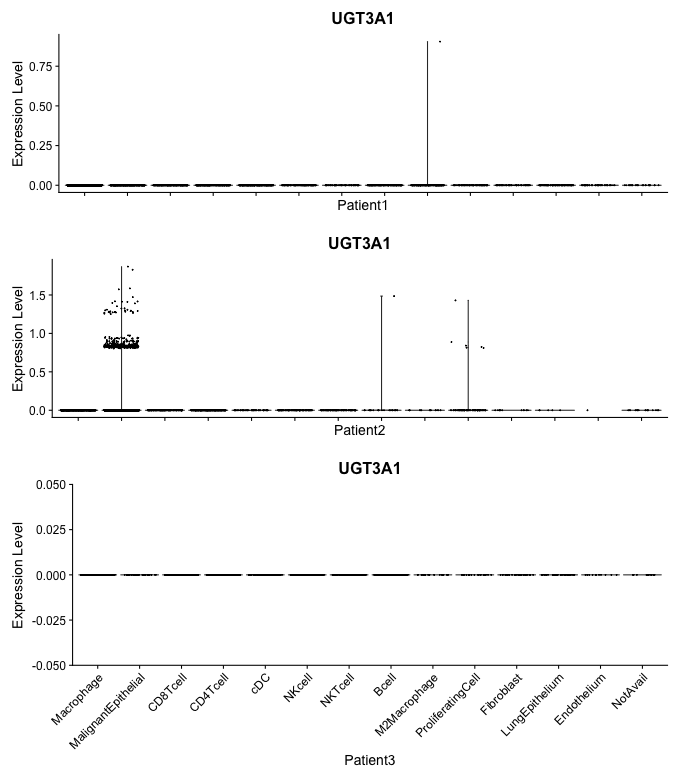 UGT3A1
Expression Level
0.75
0.50
0.25
0.00
Patient1
UGT3A1
Expression Level
1.5
1.0
0.5
0.0
Patient2
UGT3A1
Expression Level
0.050
0.025
0.000
-0.025
-0.050
Macrophage
MalignantEpithelial
CD8Tcell
CD4Tcell
cDC
NKcell
NKTcell
Bcell
M2Macrophage
ProliferatingCell
Fibroblast
LungEpithelium
Endothelium
NotAvail
Patient3